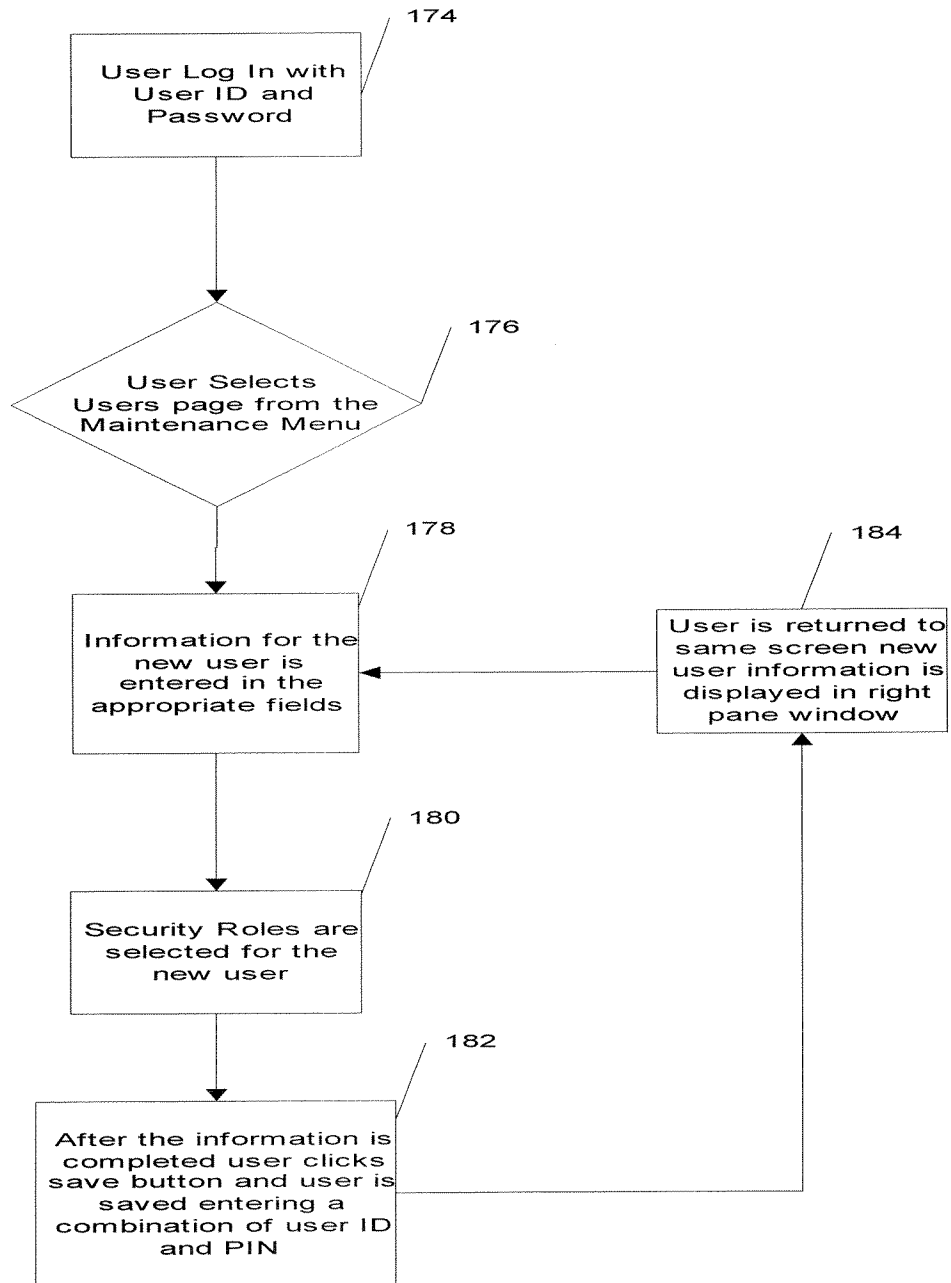 174
User Log In with
User ID and
Password
176
User Selects
Users page from the
Maintenance Menu
178
Information for the
new user is
entered in the
appropriate fields
184
User is returned to
same screen new
user information is
displayed in right
pane window
180
Security Roles are
selected for the
new user
182
After the information is
completed user clicks
save button and user is
saved entering a
combination of user ID
and PIN